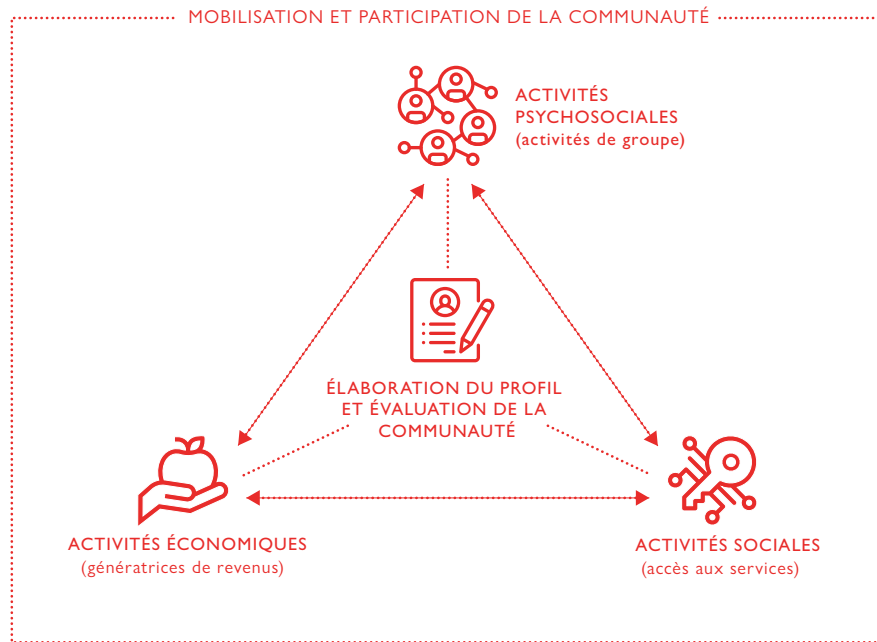 MOBILISATION ET PARTICIPATION DE LA COMMUNAUTÉ
ACTIVITÉS
PSYCHOSOCIALES
(activités de groupe)
ÉLABORATION DU PROFIL
ET ÉVALUATION DE LA
COMMUNAUTÉ
ACTIVITÉS ÉCONOMIQUES
(génératrices de revenus)
ACTIVITÉS SOCIALES
(accès aux services)